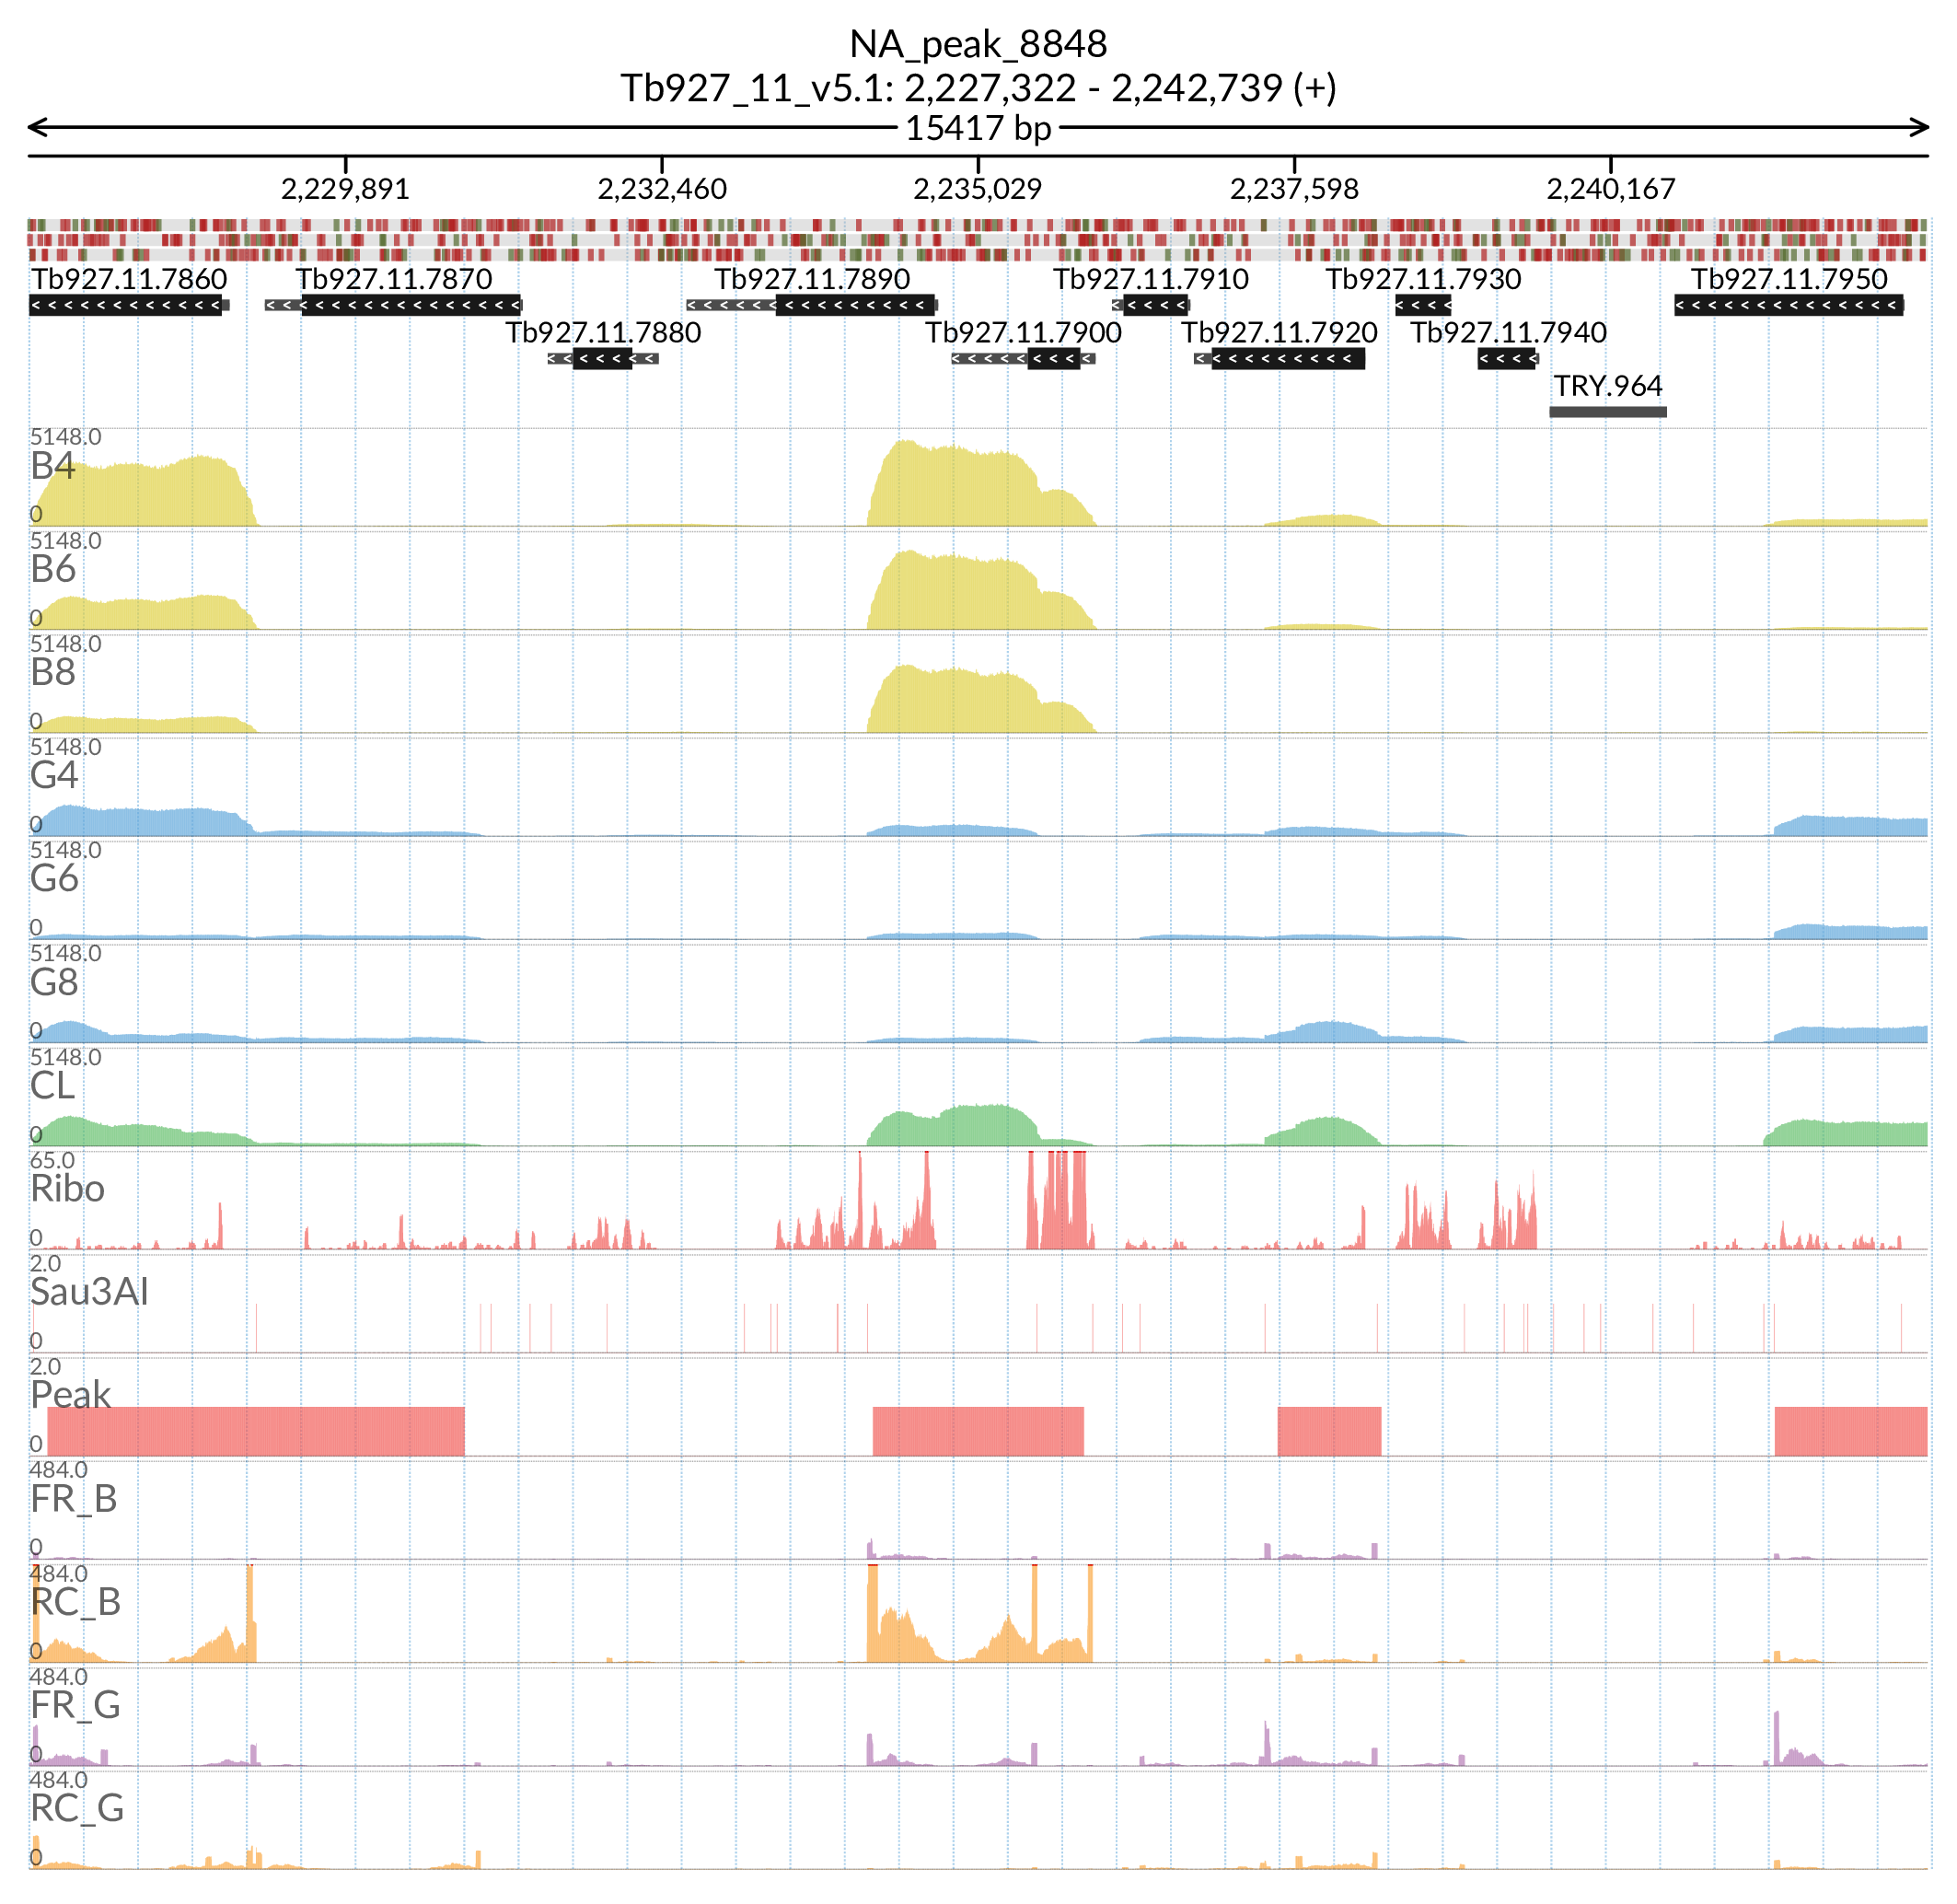 NA_peak_8848
Tb927_11_v5.1: 2,227,322 - 2,242,739 (+)
15417 bp
2,229,891 2,232,460 2,235,029 2,237,598 2,240,167
Tb927.11.7860 Tb927.11.7870 Tb927.11.7890 Tb927.11.7910 Tb927.11.7930 Tb927.11.7950
Tb927.11.7880 Tb927.11.7900 Tb927.11.7920 Tb927.11.7940
TRY.964
5148.0
B4
0
5148.0
B6
0
5148.0
B8
0
5148.0
G4
0
5148.0
G6
0
5148.0
G8
0
5148.0
CL
0
65.0
Ribo
0
2.0
Sau3AI
0
2.0
Peak
0
484.0
FR_B
0
484.0
RC_B
0
484.0
FR_G
0
484.0
RC_G
0